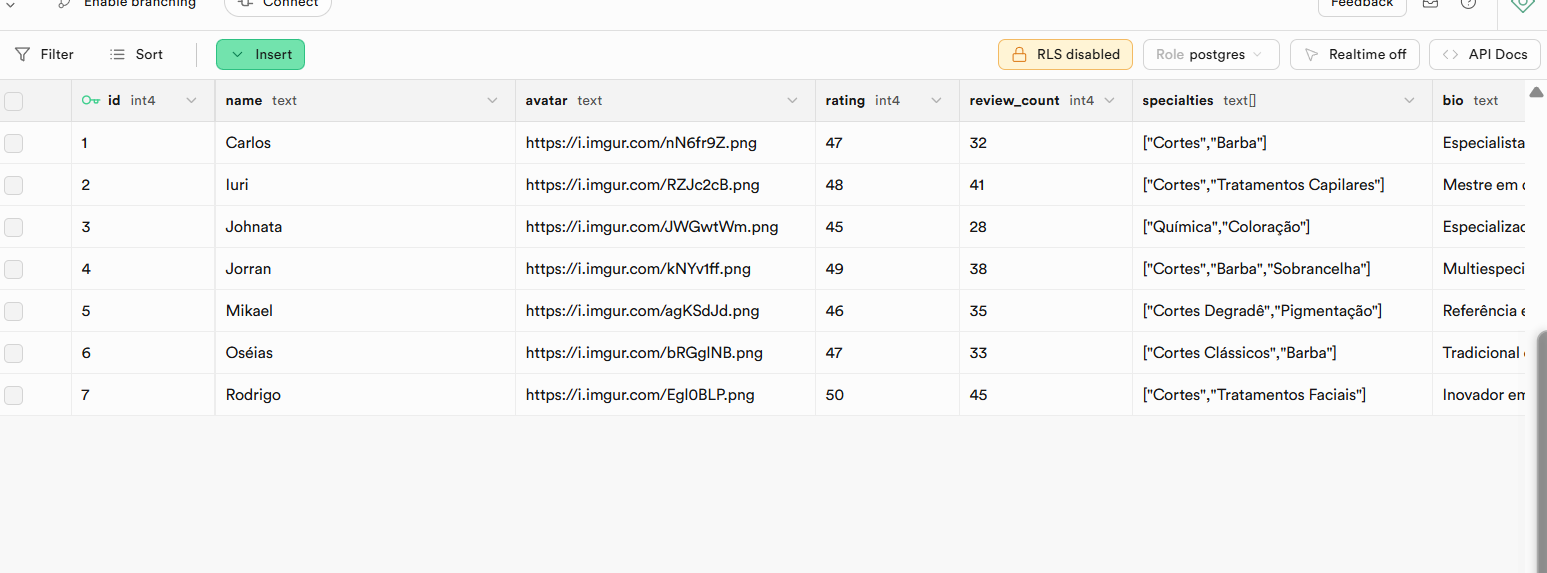 Enable branching Connect Feedback
Filter Sort Insert RLS disabled Role postgres Realtime off API Docs
id int4 name text avatar text rating int4 review_count int4 specialties text[] bio text
1 Carlos https://i.imgur.com/nN6fr9Z.png 47 32 ["Cortes","Barba"] Especialista
2 Iuri https://i.imgur.com/RZJc2cB.png 48 41 ["Cortes","Tratamentos Capilares"] Mestre em
3 Johnata https://i.imgur.com/JWGwtWm.png 45 28 ["Química","Coloração"] Especializac
4 Jorran https://i.imgur.com/kNYv1ff.png 49 38 ["Cortes","Barba","Sobrancelha"] Multiespeci
5 Mikael https://i.imgur.com/agKSdJd.png 46 35 ["Cortes Degradê","Pigmentação"] Referência e
6 Oséias https://i.imgur.com/bRGglNB.png 47 33 ["Cortes Clássicos","Barba"] Tradicional
7 Rodrigo https://i.imgur.com/Egl0BLP.png 50 45 ["Cortes","Tratamentos Faciais"] Inovador em